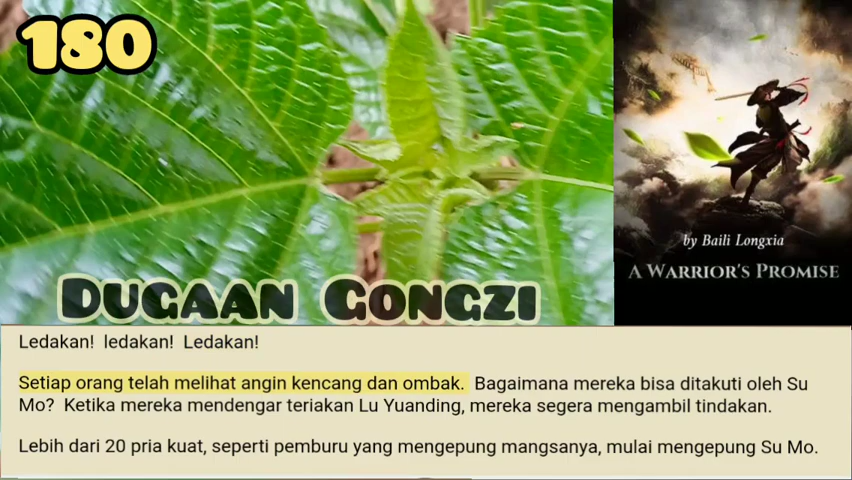 180
by Baili Longxia
A WARRIOR'S PROMISE
DUGAAN GONGZI
Ledakan! ledakan! Ledakan!
Setiap orang telah melihat angin kencang dan ombak. Bagaimana mereka bisa ditakuti oleh Su
Mo? Ketika mereka mendengar teriakan Lu Yuanding, mereka segera mengambil tindakan.
Lebih dari 20 pria kuat, seperti pemburu yang mengepung mangsanya, mulai mengepung Su Mo.